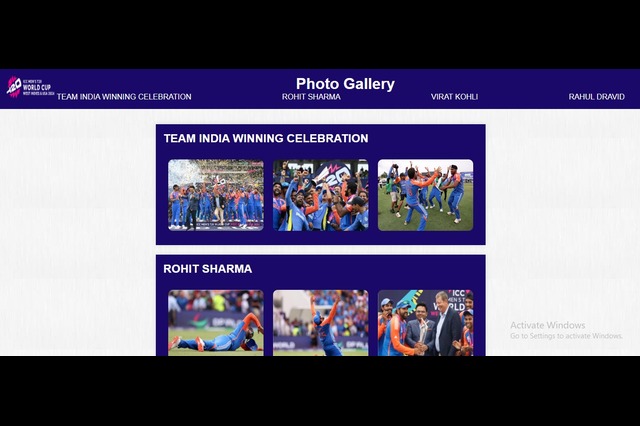 Photo Gallery
ICC MEN'S T20
WORLD CUP
WEST INDIES & USA 2024
TEAM INDIA WINNING CELEBRATION
ROHIT SHARMA
VIRAT KOHLI
RAHUL DRAVID
TEAM INDIA WINNING CELEBRATION
ROHIT SHARMA
ICC
Activate Windows
Go to Settings to activate Windows.